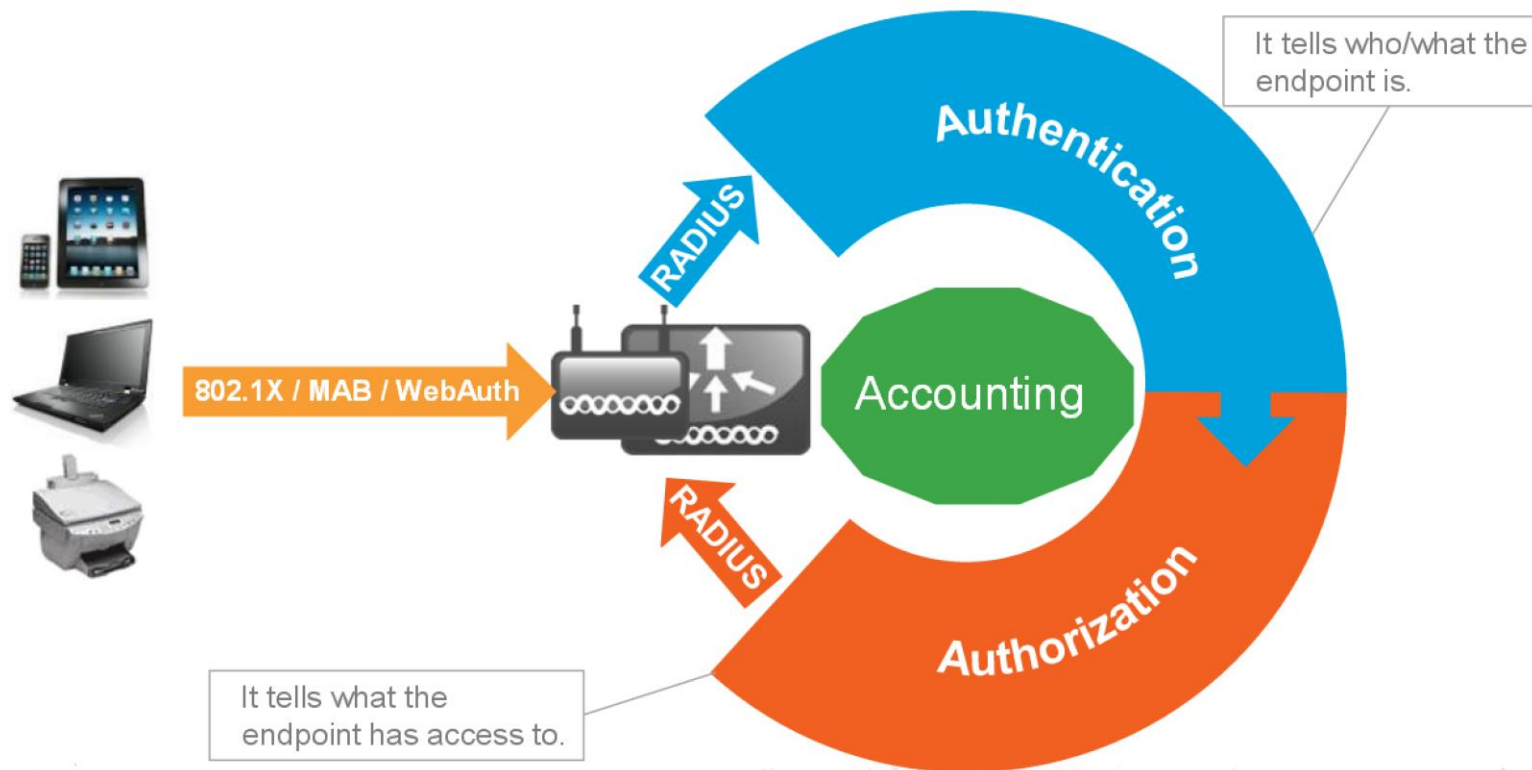 It tells who/what the
endpoint is.
Authentication
RADIUS
802.1X / MAB / WebAuth
Accounting
RADIUS
Authorization
It tells what the
endpoint has access to.